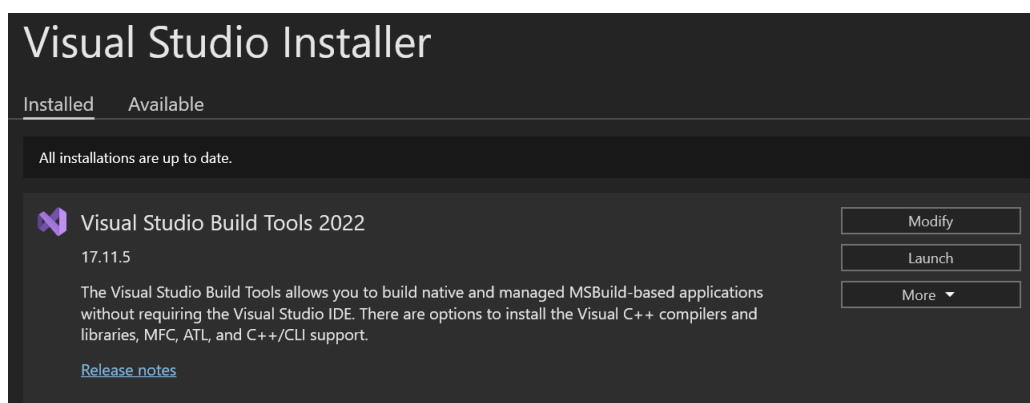 Visual Studio Installer
Installed Available
All installations are up to date.
Visual Studio Build Tools 2022
Modify
17.11.5
Launch
The Visual Studio Build Tools allows you to build native and managed MSBuild-based applications
without requiring the Visual Studio IDE. There are options to install the Visual C++ compilers and
libraries, MFC, ATL, and C++/CLI support.
More
Release notes